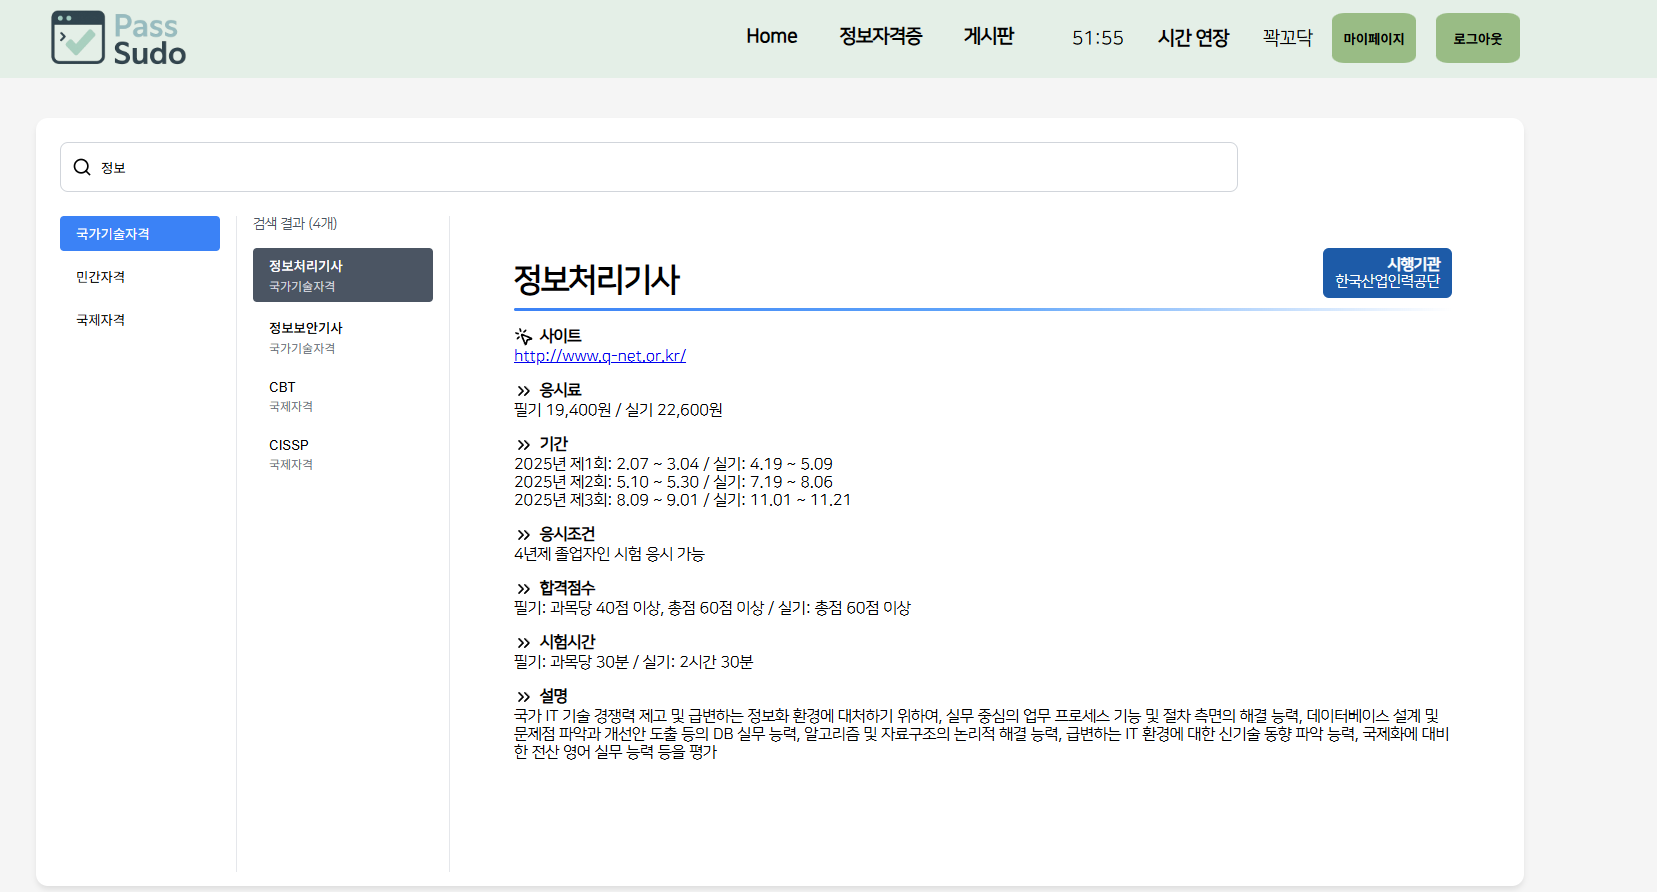 Pass
Sudo
Home
정보자격증
게시판
51:55
시간 연장
꽉꼬닥
마이페이지
로그아웃
정보
국가기술자격
민간자격
국제자격
검색 결과 (4개)
정보처리기사
국가기술자격
정보보안기사
국가기술자격
CBT
국제자격
CISSP
국제자격
정보처리기사
시행기관
한국산업인력공단
사이트
http://www.q-net.or.kr/
응시료
필기 19,400원 / 실기 22,600원
기간
2025년 제1회: 2.07 ~ 3.04 / 실기: 4.19 ~ 5.09
2025년 제2회: 5.10 ~ 5.30 / 실기: 7.19 ~ 8.06
2025년 제3회: 8.09 ~ 9.01 / 실기: 11.01 ~ 11.21
응시조건
4년제 졸업자인 시험 응시 가능
합격점수
필기: 과목당 40점 이상, 총점 60점 이상 / 실기: 총점 60점 이상
시험시간
필기: 과목당 30분 / 실기: 2시간 30분
설명
국가 IT 기술 경쟁력 제고 및 급변하는 정보화 환경에 대처하기 위하여, 실무 중심의 업무 프로세스 기능 및 절차 측면의 해결 능력, 데이터베이스 설계 및
문제점 파악과 개선안 도출 등의 DB 실무 능력, 알고리즘 및 자료구조의 논리적 해결 능력, 급변하는 IT 환경에 대한 신기술 동향 파악 능력, 국제화에 대비
한 전산 영어 실무 능력 등을 평가